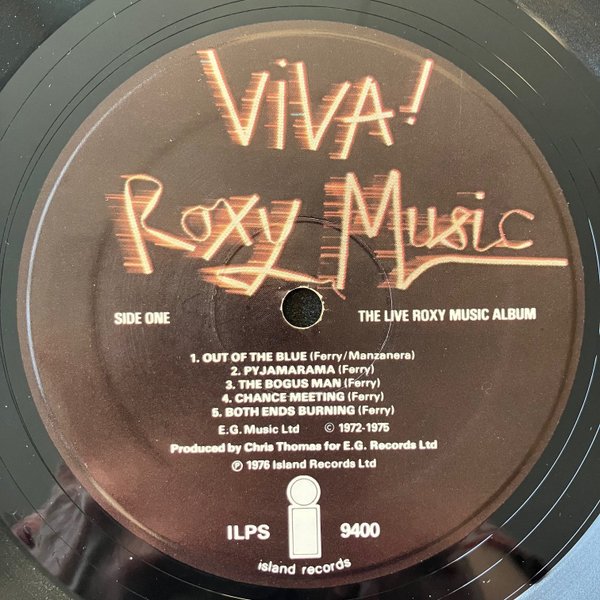 ViVA!
Roxy Music
SIDE ONE THE LIVE ROXY MUSIC ALBUM
1. OUT OF THE BLUE (Ferry/Manzanera)
2. PYJAMARAMA (Ferry)
3. THE BOGUS MAN (Ferry)
4. CHANCE MEETING (Ferry)
5. BOTH ENDS BURNING (Ferry)
E.G. Music Ltd © 1972-1975
Produced by Chris Thomas for E.G. Records Ltd
℗ 1976 Island Records Ltd
ILPS i 9400
island records